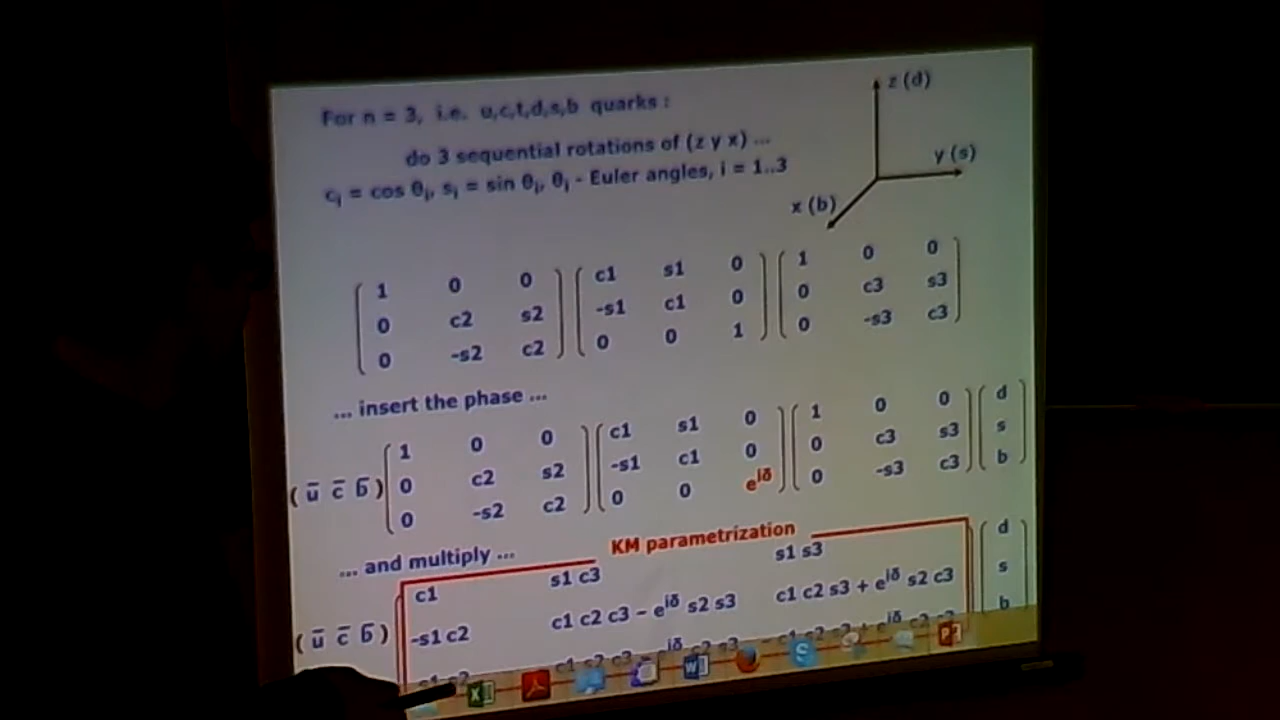 For n = 3, i.e. u,c,t,d,s,b quarks :
z (d)
do 3 sequential rotations of (z y x) ...
y (s)
cᵢ = cos θᵢ, sᵢ = sin θᵢ, θᵢ - Euler angles, i = 1..3
x (b)
1 0 0 c1 s1 0 1 0 0
0 c2 s2 -s1 c1 0 0 c3 s3
0 -s2 c2 0 0 1 0 -s3 c3
... insert the phase ...
1 0 0 c1 s1 0 1 0 0 d
( ū c̄ b̄ ) 0 c2 s2 -s1 c1 0 0 c3 s3 s
0 -s2 c2 0 0 e^iδ 0 -s3 c3 b
... and multiply ... KM parametrization
c1 s1 c3 s1 s3 d
( ū c̄ b̄ ) -s1 c2 c1 c2 c3 – e^iδ s2 s3 c1 c2 s3 + e^iδ s2 c3 s
b